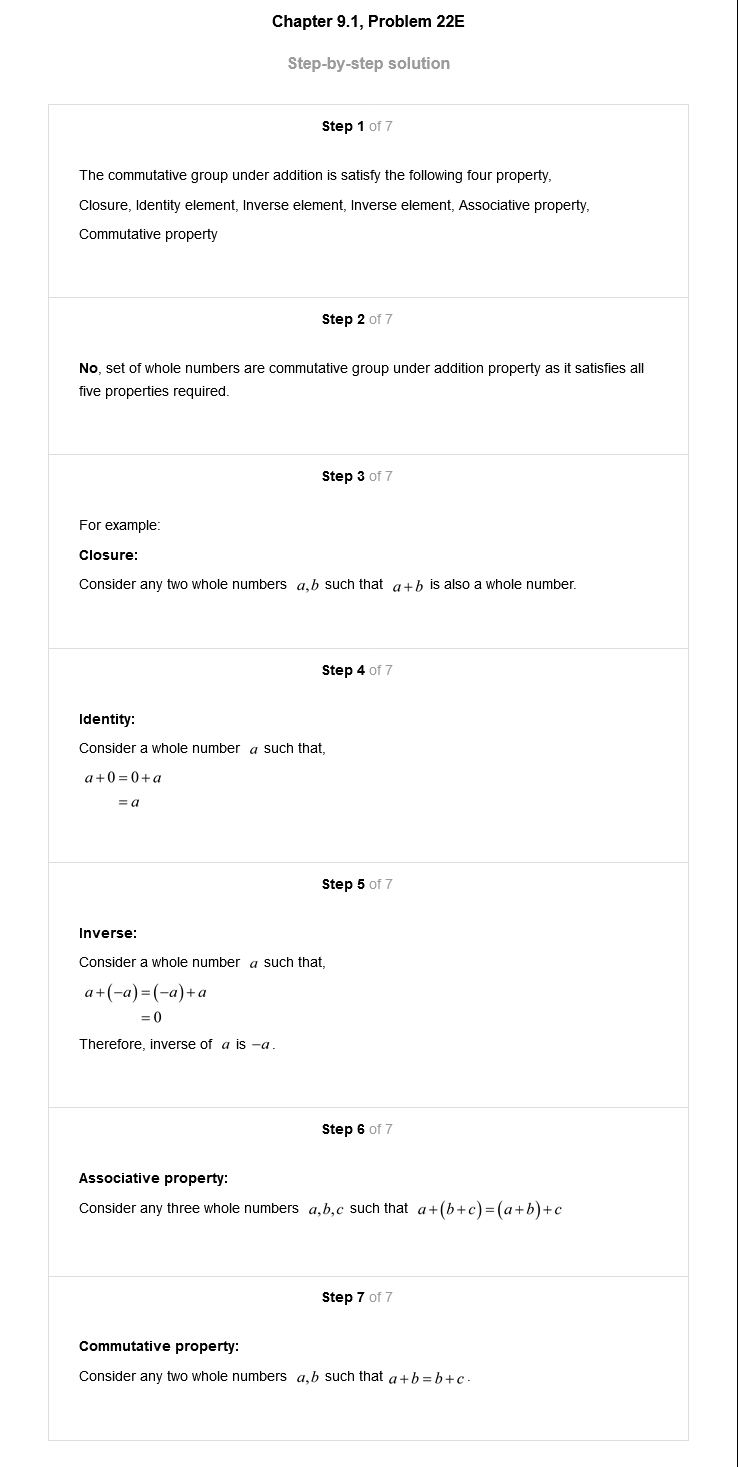 Chapter 9.1, Problem 22E
Step-by-step solution
Step 1 of 7
The commutative group under addition is satisfy the following four property,
Closure, Identity element, Inverse element, Inverse element, Associative property,
Commutative property
Step 2 of 7
No, set of whole numbers are commutative group under addition property as it satisfies all
five properties required.
Step 3 of 7
For example:
Closure:
Consider any two whole numbers a,b such that a+b is also a whole number.
Step 4 of 7
Identity:
Consider a whole number a such that,
a+0=0+a
=a
Step 5 of 7
Inverse:
Consider a whole number a such that,
a+(−a)=(−a)+a
=0
Therefore, inverse of a is −a.
Step 6 of 7
Associative property:
Consider any three whole numbers a,b,c such that a+(b+c)=(a+b)+c
Step 7 of 7
Commutative property:
Consider any two whole numbers a,b such that a+b=b+c.